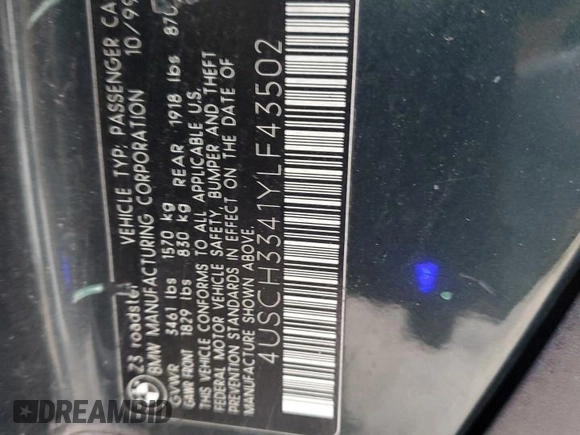 Z3 roadster VEHICLE TYP: PASSENGER CA
BMW MANUFACTURING CORPORATION 10/99
GVWR 3461 lbs 1570 kg
GAWR FRONT 1829 lbs 830 kg REAR 1918 lbs 870
THIS VEHICLE CONFORMS TO ALL APPLICABLE U.S.
FEDERAL MOTOR VEHICLE SAFETY, BUMPER AND THEFT
PREVENTION STANDARDS IN EFFECT ON THE DATE OF
MANUFACTURE SHOWN ABOVE.
4USCH3341YLF43502
DREAMBID